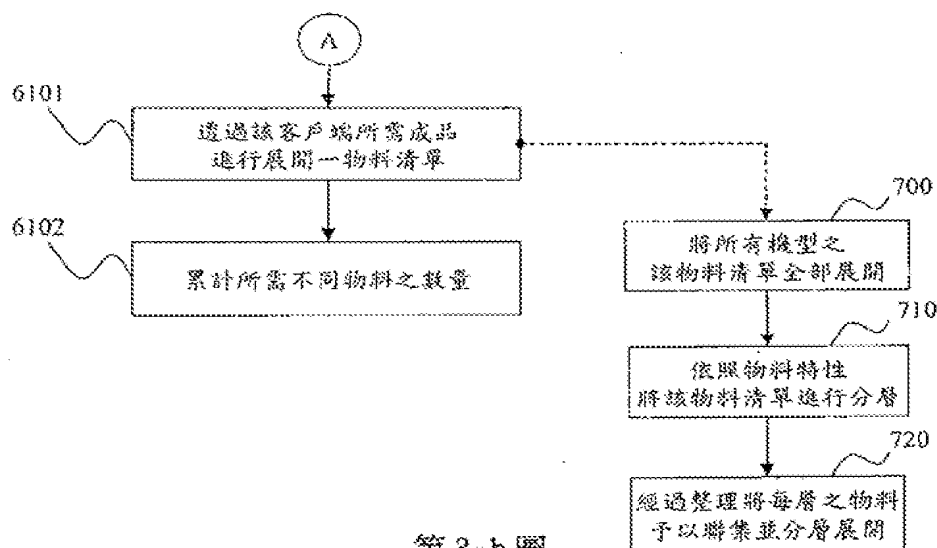 A
6101
透過該客戶端所需成品
進行展開一物料清單
6102
累計所需不同物料之數量
700
將所有機型之
該物料清單全部展開
710
依照物料特性
將該物料清單進行分層
720
經過整理將每層之物料
予以聯集並分層展開
第3-b圖